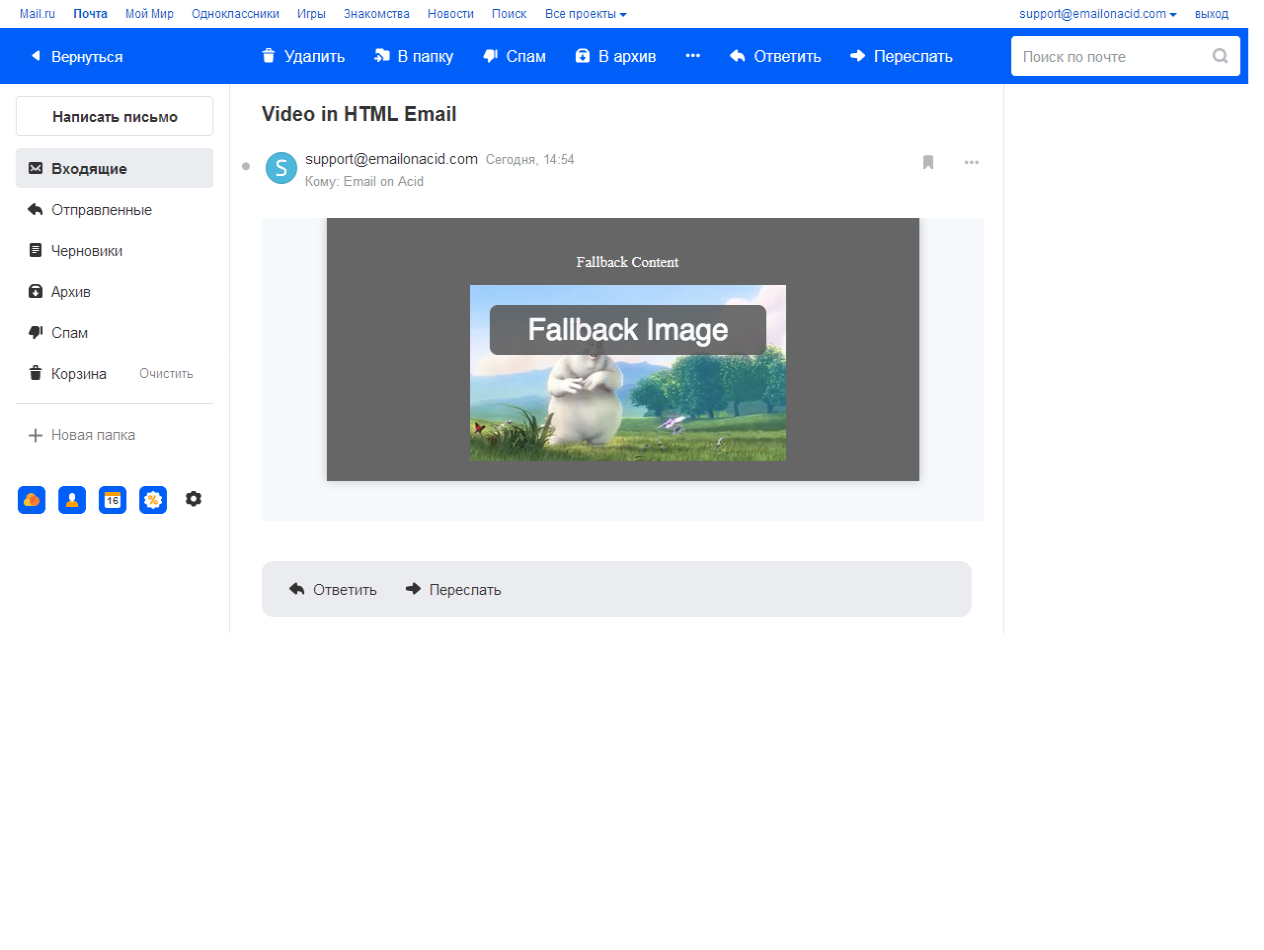 Mail.ru Почта Мой Мир Одноклассники Игры Знакомства Новости Поиск Все проекты support@emailonacid.com выход
Вернуться Удалить В папку Спам В архив Ответить Переслать Поиск по почте
Написать письмо
Входящие
Отправленные
Черновики
Архив
Спам
Корзина Очистить
Новая папка
16 %
Video in HTML Email
S support@emailonacid.com Сегодня, 14:54
Кому: Email on Acid
Fallback Content
Fallback Image
Ответить Переслать